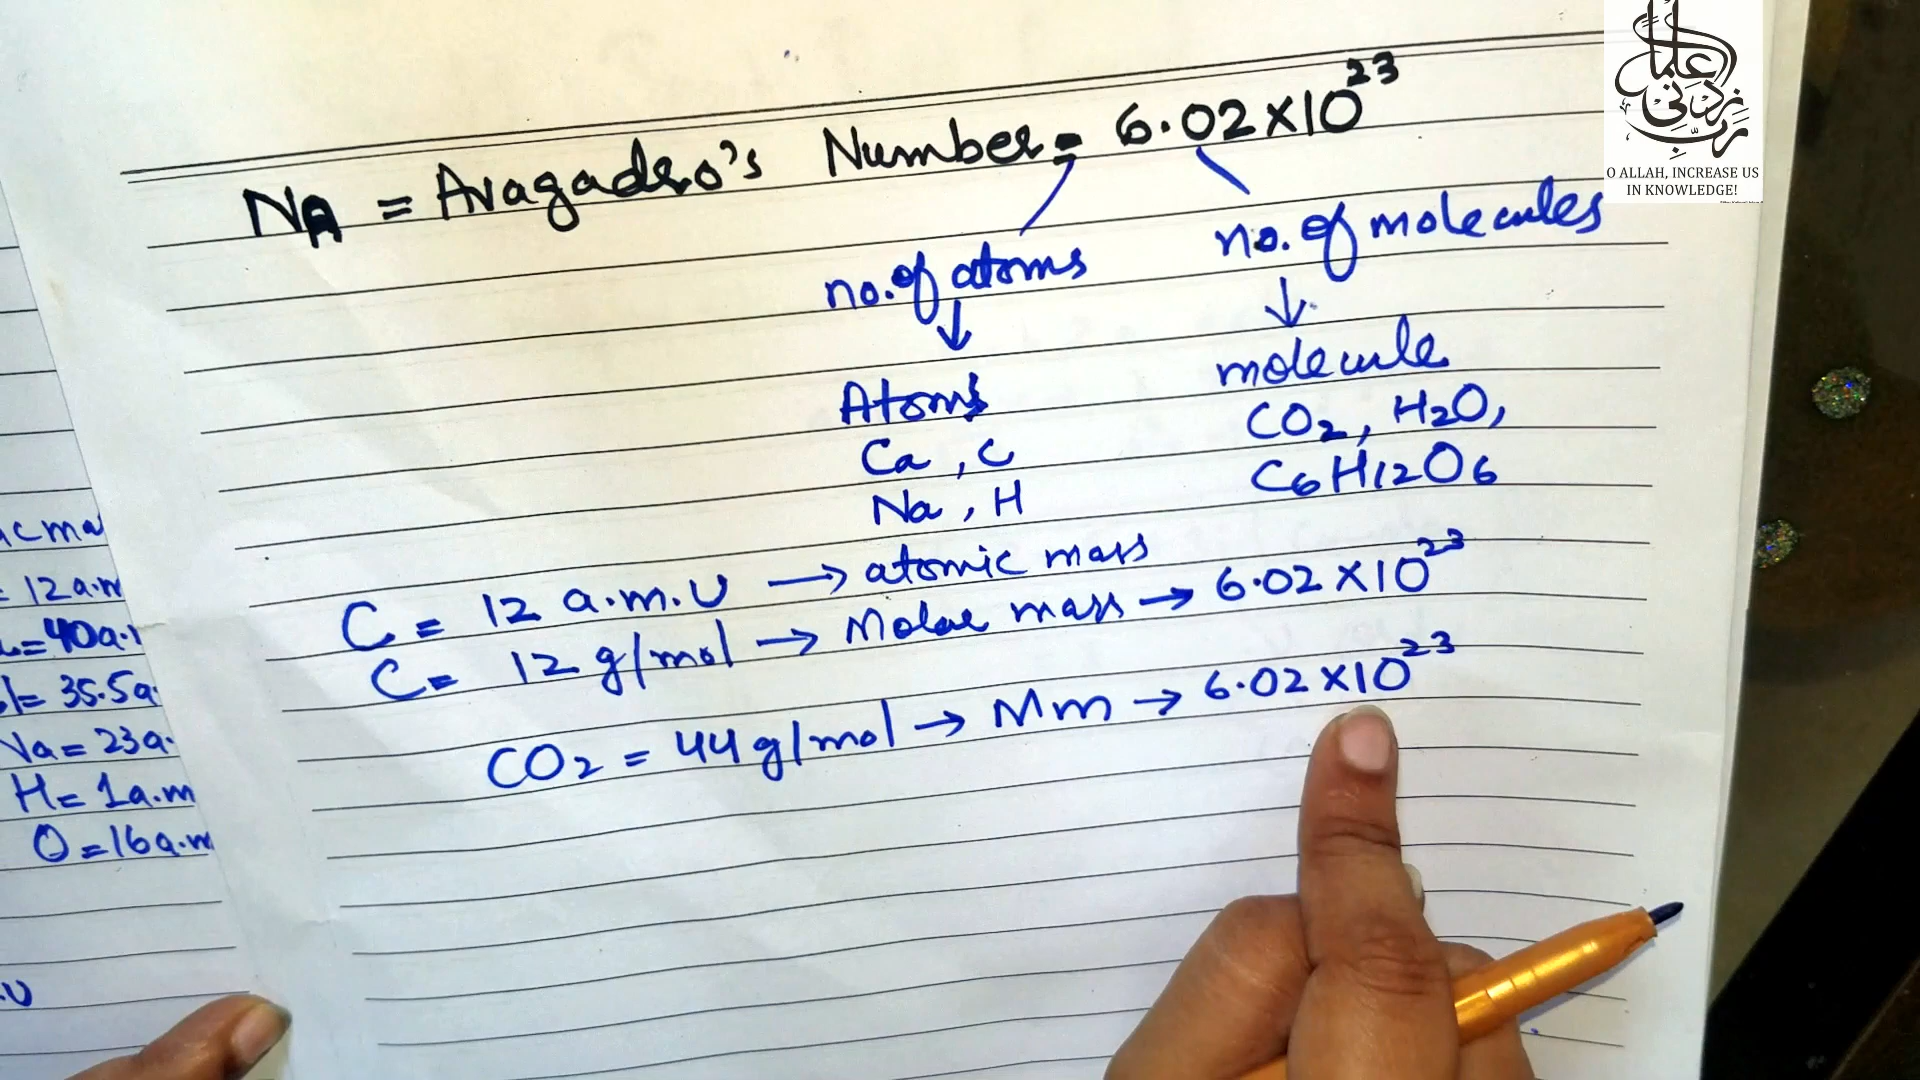 رَبِّ زِدْنِي عِلْمًا
O ALLAH, INCREASE US
IN KNOWLEDGE!
NA = Avagadro's Number = 6.02×10²³
no. of atoms
no. of molecules
↓
↓
Atoms
molecule
Ca, C
CO₂, H₂O,
Na, H
C6H12O6
C = 12 a.m.U → atomic mass
C = 12 g/mol → Molar mass → 6.02×10²³
CO₂ = 44 g/mol → Mm → 6.02×10²³
= 12a.m
=40a.
= 35.5a.
Na = 23a.
H = 1a.m
O = 16a.m
.U